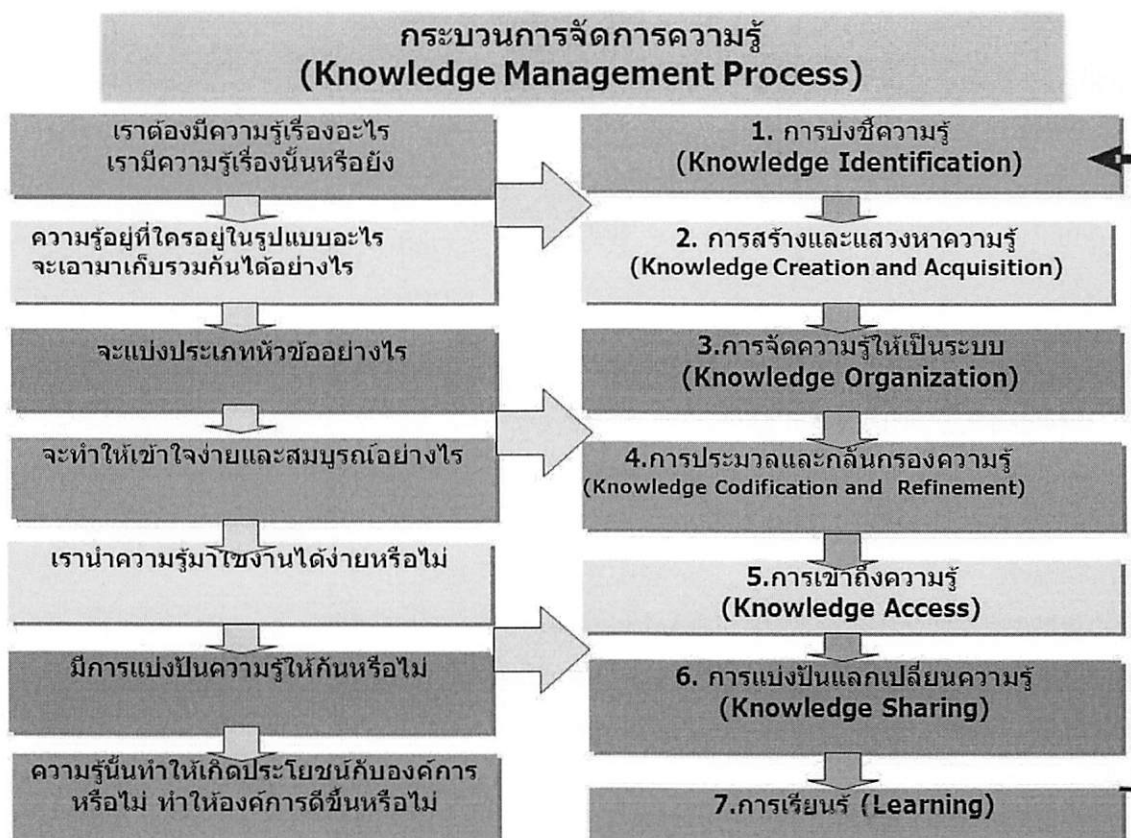 กระบวนการจัดการความรู้
(Knowledge Management Process)
เราต้องมีความรู้เรื่องอะไร
เรามีความรู้เรื่องนั้นหรือยัง
ความรู้อยู่ที่ใครอยู่ในรูปแบบอะไร
จะเอามาเก็บรวมกันได้อย่างไร
จะแบ่งประเภทหัวข้ออย่างไร
จะทำให้เข้าใจง่ายและสมบูรณ์อย่างไร
เรานำความรู้มาใช้งานได้ง่ายหรือไม่
มีการแบ่งปันความรู้ให้กันหรือไม่
ความรู้นั้นทำให้เกิดประโยชน์กับองค์การ
หรือไม่ ทำให้องค์การดีขึ้นหรือไม่
1. การบ่งชี้ความรู้
(Knowledge Identification)
2. การสร้างและแสวงหาความรู้
(Knowledge Creation and Acquisition)
3.การจัดความรู้ให้เป็นระบบ
(Knowledge Organization)
4.การประมวลและกลั่นกรองความรู้
(Knowledge Codification and Refinement)
5.การเข้าถึงความรู้
(Knowledge Access)
6. การแบ่งปันแลกเปลี่ยนความรู้
(Knowledge Sharing)
7.การเรียนรู้ (Learning)